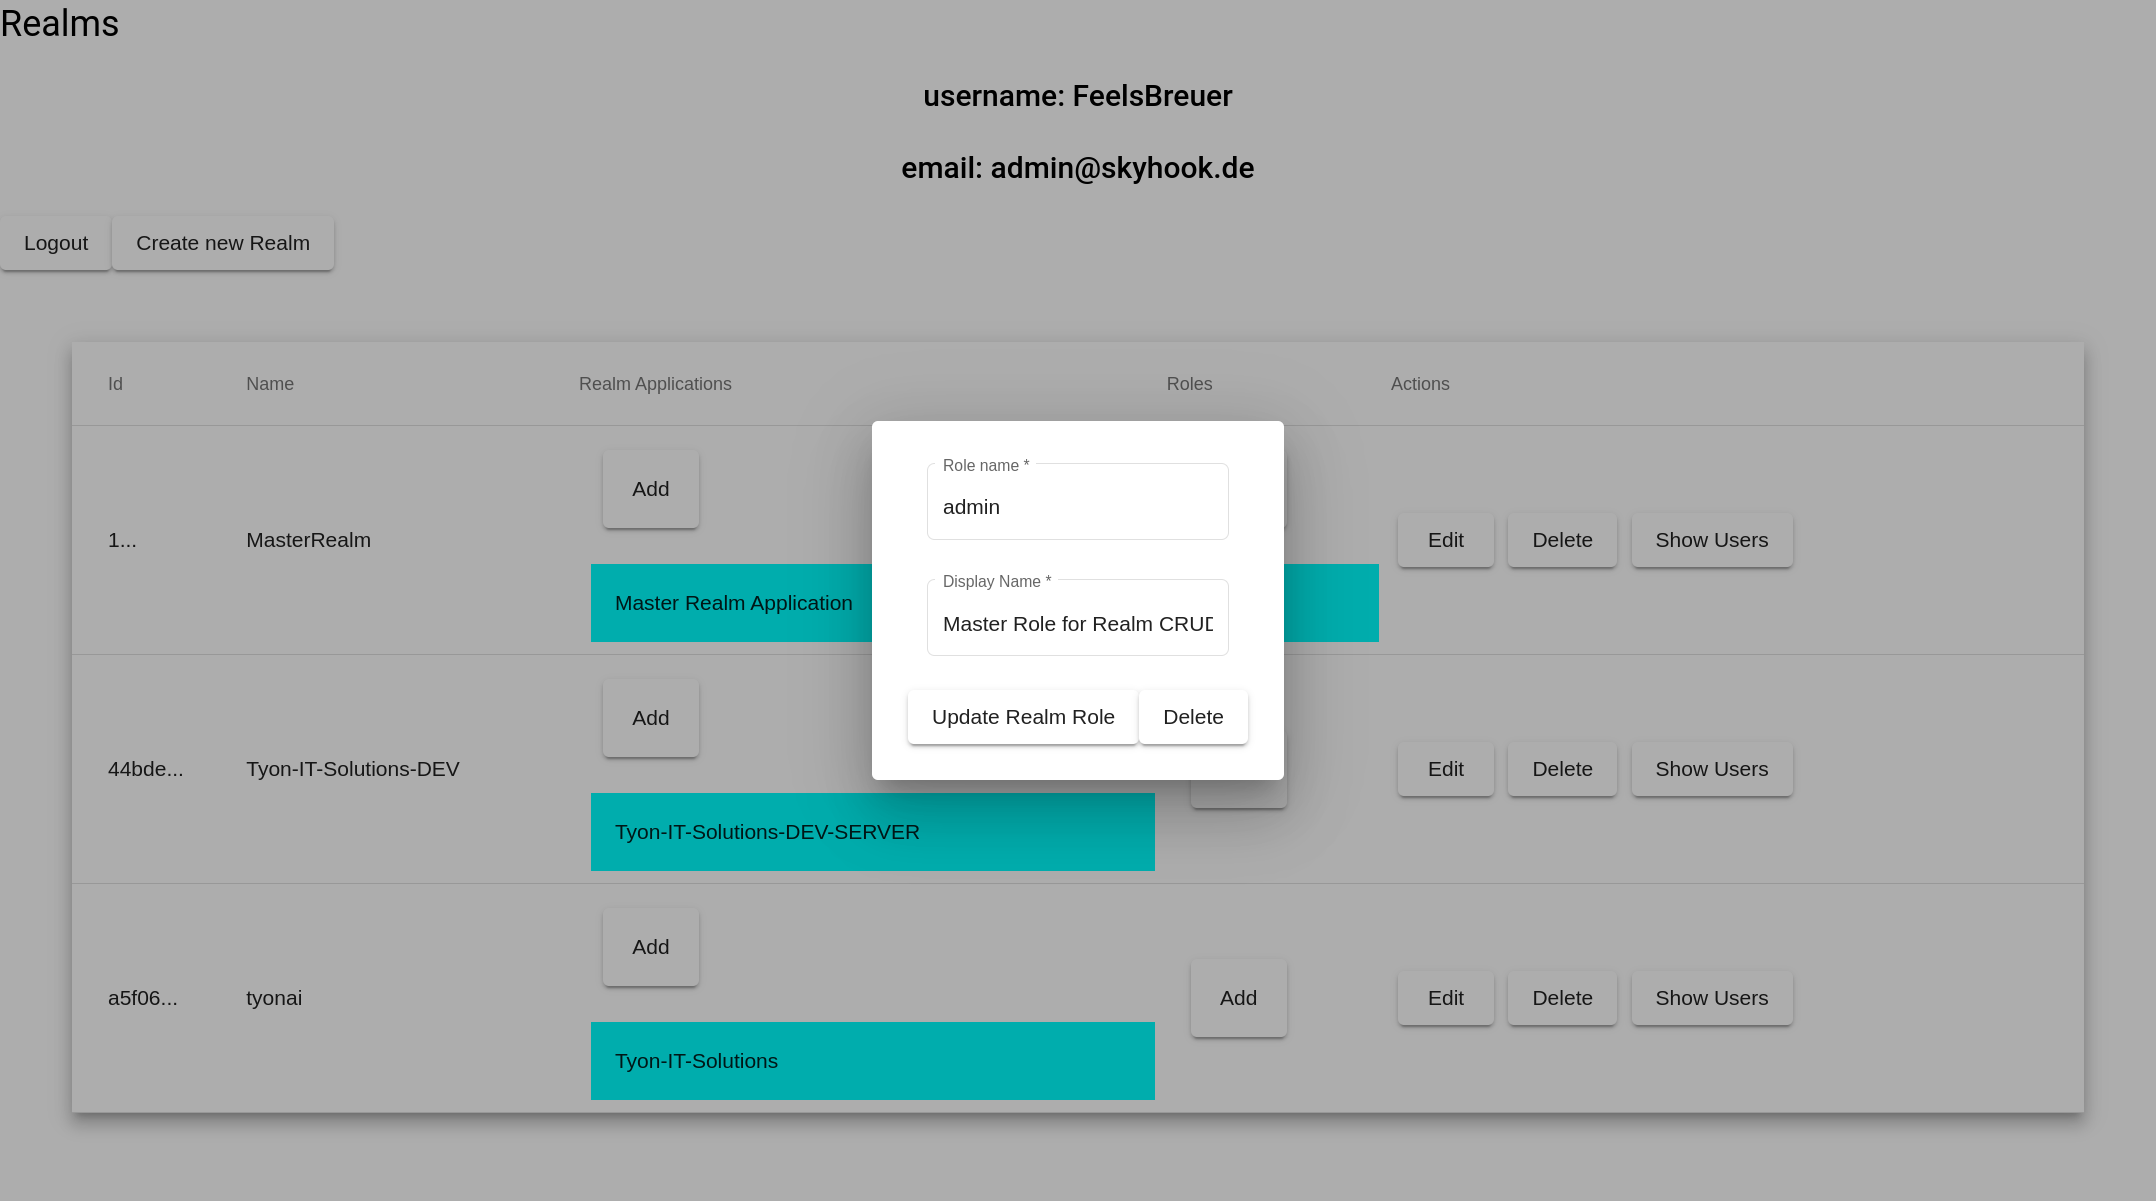 Realms
username: FeelsBreuer
email: admin@skyhook.de
Logout
Create new Realm
Id
Name
Realm Applications
Roles
Actions
Role name *
admin
Add
1...
MasterRealm
Edit
Delete
Show Users
Display Name *
Master Realm Application
Master Role for Realm CRUD
Add
Update Realm Role
Delete
44bde...
Tyon-IT-Solutions-DEV
Edit
Delete
Show Users
Tyon-IT-Solutions-DEV-SERVER
Add
a5f06...
tyonai
Add
Edit
Delete
Show Users
Tyon-IT-Solutions